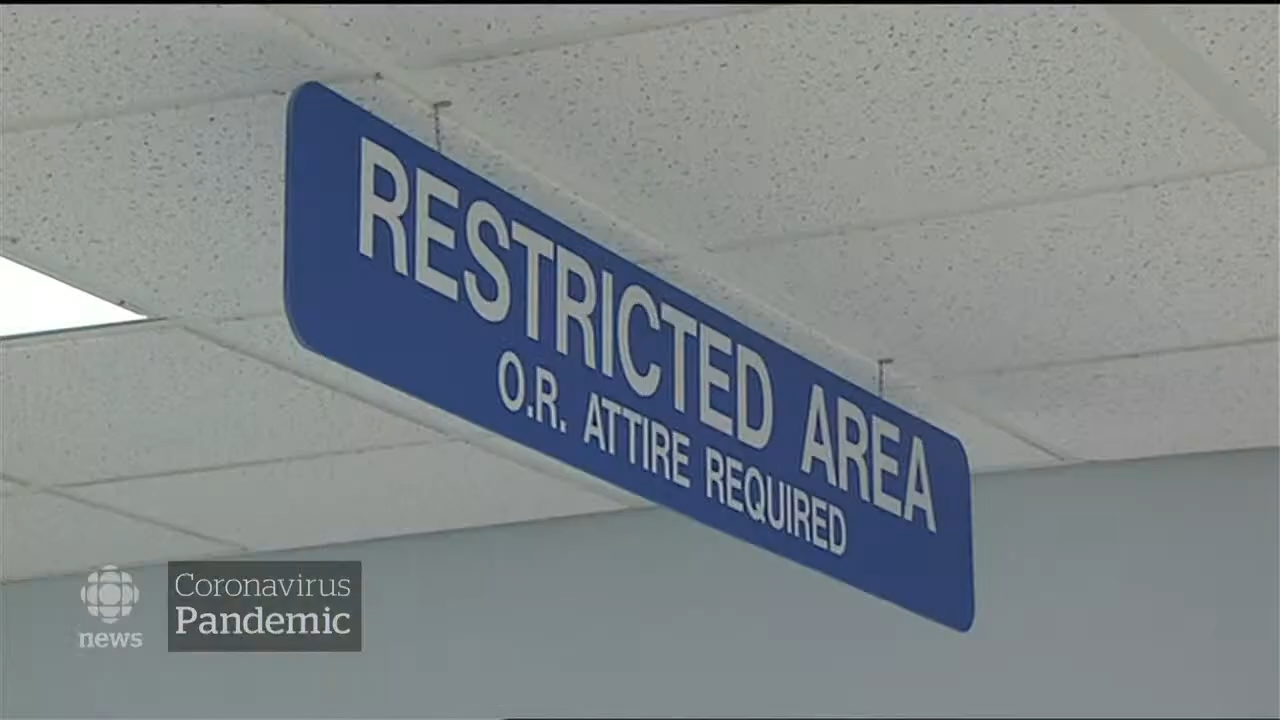 RESTRICTED AREA
O.R. ATTIRE REQUIRED
Coronavirus
Pandemic
news